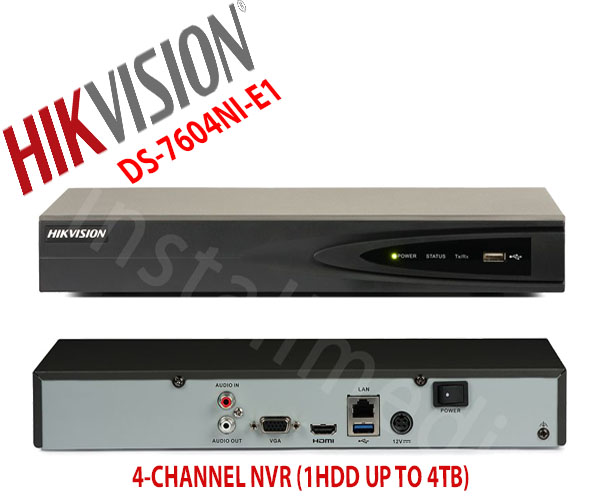 HIKVISION®
DS-7604NI-E1
HIKVISION
POWER STATUS Tx/Rx
installmedi
AUDIO IN
LAN
POWER
AUDIO OUT
VGA
HDMI
12V
4-CHANNEL NVR (1HDD UP TO 4TB)